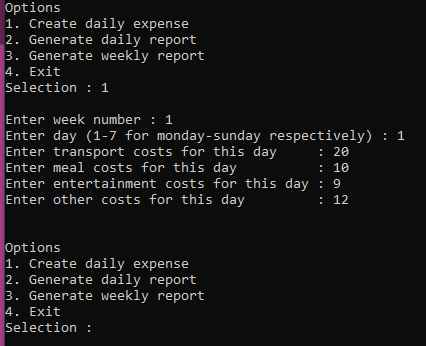 Options
1. Create daily expense
2. Generate daily report
3. Generate weekly report
4. Exit
Selection : 1
Enter week number : 1
Enter day (1-7 for monday-sunday respectively) : 1
Enter transport costs for this day     : 20
Enter meal costs for this day          : 10
Enter entertainment costs for this day : 9
Enter other costs for this day         : 12
Options
1. Create daily expense
2. Generate daily report
3. Generate weekly report
4. Exit
Selection :